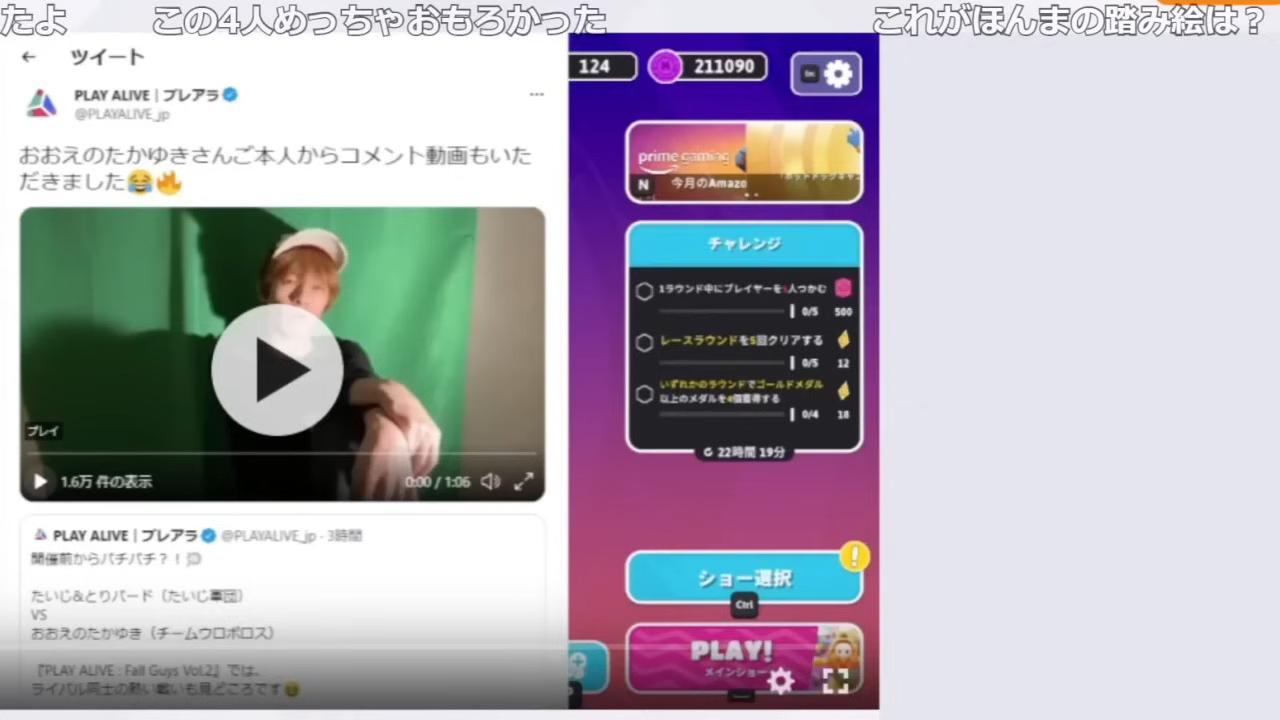 たよ
この4人めっちゃおもろかった
これがほんまの踏み絵は？
ツイート
PLAY ALIVE | プレアラ
@PLAYALIVE_jp
おおえのたかゆきさんご本人からコメント動画もいた
だきました😂🔥
プレイ
1.6万 件の表示
0:00 / 1:06
PLAY ALIVE | プレアラ @PLAYALIVE_jp · 3時間
開催前からバチバチ？！💭
たいじ&とりバード（たいじ軍団）
VS
おおえのたかゆき（チームウロボロス）
『PLAY ALIVE : Fall Guys Vol.2』では、
ライバル同士の熱い戦いも見どころです
124
211090
prime gaming
N
今月のAmazo
チャレンジ
1ラウンド中にプレイヤーを5人つかむ
0/5
500
レースラウンドを5回クリアする
0/5
12
いずれかのラウンドでゴールドメダル
以上のメダルを4個獲得する
0/4
18
22時間 19分
ショー選択
!
Ctrl
PLAY!
メインショー